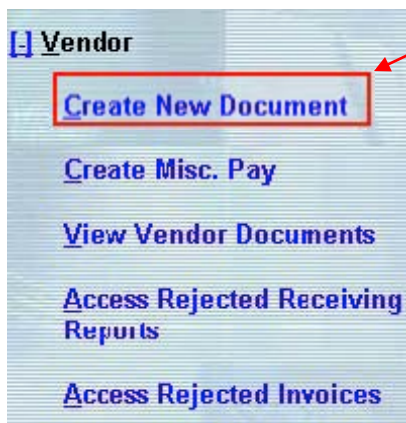 [-] Vendor
Create New Document
Create Misc. Pay
View Vendor Documents
Access Rejected Receiving
Reports
Access Rejected Invoices